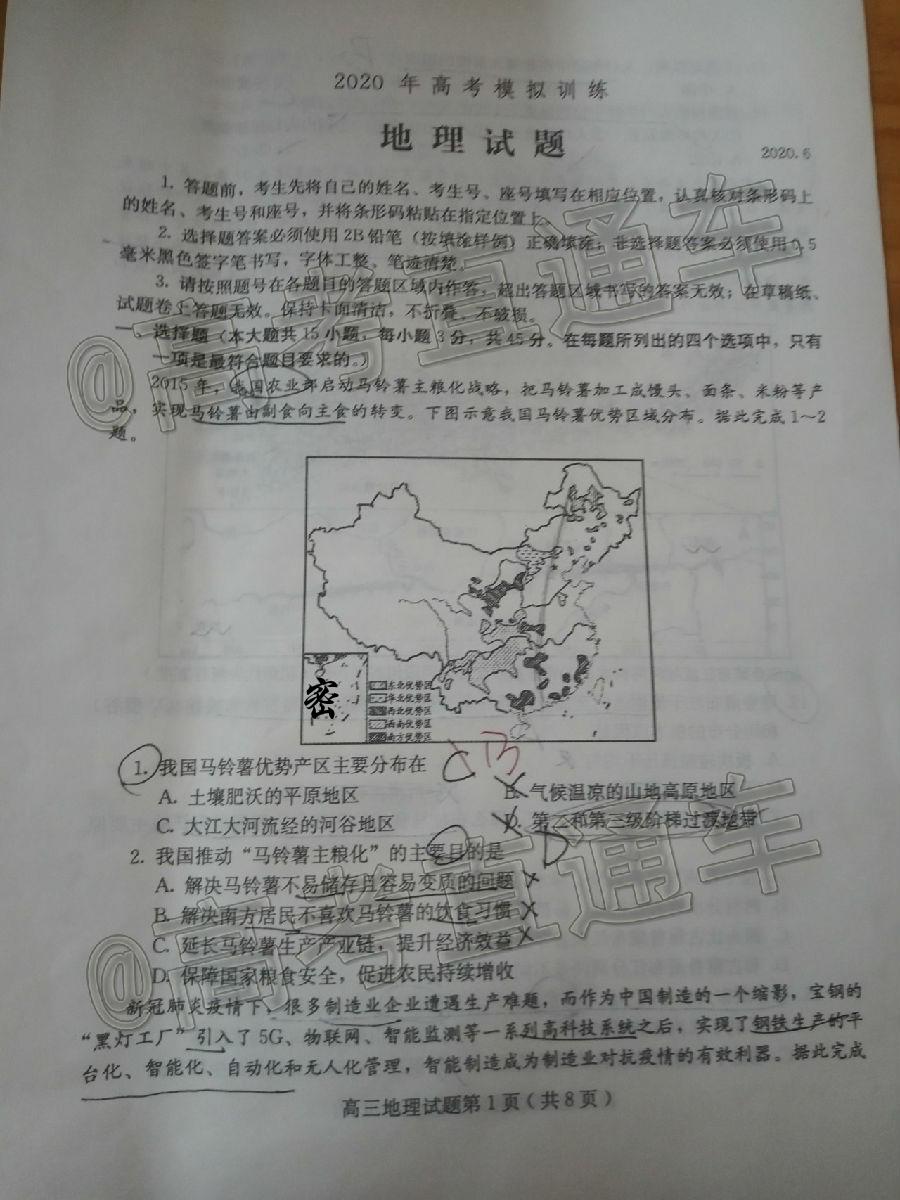 2020 年高考模拟训练
地理试题
2020.6
1. 答题前，考生先将自己的姓名、考生号、座号填写在相应位置，认真核对条形码上
的姓名、考生号和座号，并将条形码粘贴在指定位置上。
2. 选择题答案必须使用2B铅笔（按填涂样例）正确填涂；非选择题答案必须使用0.5
毫米黑色签字笔书写，字体工整、笔迹清楚。
3. 请按照题号在各题目的答题区域内作答，超出答题区域书写的答案无效；在草稿纸、
试题卷上答题无效。保持卡面清洁，不折叠、不破损。
一、选择题（本大题共15小题，每小题3分，共45分。在每题所列出的四个选项中，只有
一项是最符合题目要求的。）
2015年，我国农业部启动马铃薯主粮化战略，把马铃薯加工成馒头、面条、米粉等产
品，实现马铃薯由副食向主食的转变。下图示意我国马铃薯优势区域分布。据此完成1～2
题。
密
东北优势区
华北优势区
西北优势区
西南优势区
南方优势区
1. 我国马铃薯优势产区主要分布在
A. 土壤肥沃的平原地区
B. 气候温凉的山地高原地区
C. 大江大河流经的河谷地区
D. 第二和第三级阶梯过渡地带
2. 我国推动“马铃薯主粮化”的主要目的是
A. 解决马铃薯不易储存且容易变质的问题
B. 解决南方居民不喜欢马铃薯的饮食习惯
C. 延长马铃薯生产产业链，提升经济效益
D. 保障国家粮食安全，促进农民持续增收
新冠肺炎疫情下，很多制造业企业遭遇生产难题，而作为中国制造的一个缩影，宝钢的
“黑灯工厂”引入了5G、物联网、智能监测等一系列高科技系统之后，实现了钢铁生产的平
台化、智能化、自动化和无人化管理，智能制造成为制造业对抗疫情的有效利器。据此完成
高三地理试题第1页（共8页）
@高考直通车
@高考直通车